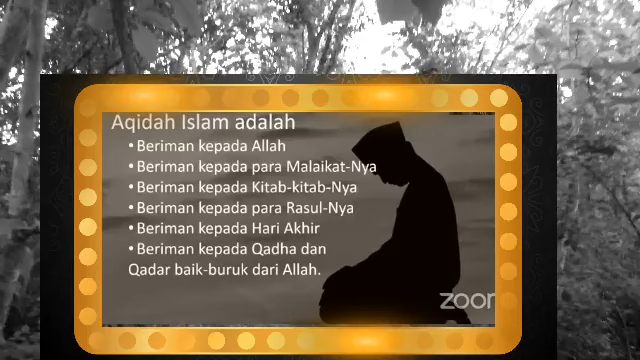 Aqidah Islam adalah
• Beriman kepada Allah
• Beriman kepada para Malaikat-Nya
• Beriman kepada Kitab-kitab-Nya
• Beriman kepada para Rasul-Nya
• Beriman kepada Hari Akhir
• Beriman kepada Qadha dan
Qadar baik-buruk dari Allah.
zoom